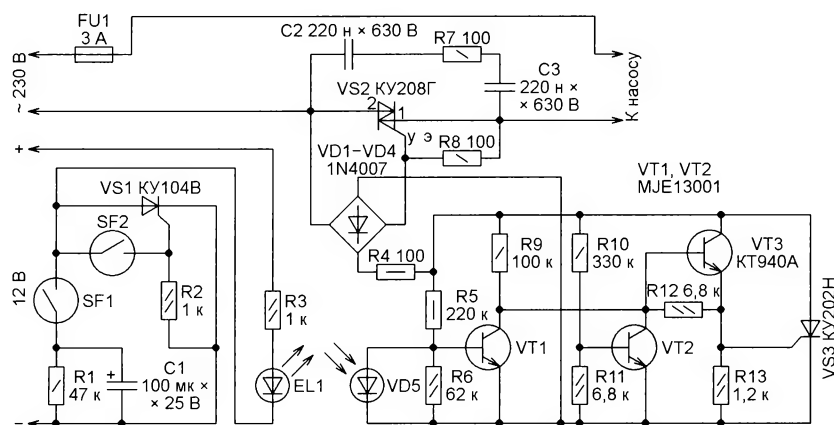 FU1
3 А
~ 230 В
C2 220 н × 630 В
R7 100
C3
220 н ×
× 630 В
К насосу
VS2 КУ208Г
2
1
у э
R8 100
+
VD1–VD4
1N4007
VT1, VT2
MJE13001
VS1 КУ104В
SF2
R4 100
R9
100 к
R10
330 к
VT3
КТ940А
12 В
SF1
R2
1 к
R3
1 к
R5
220 к
R12 6,8 к
VS3 КУ202Н
R1
47 к
+
C1
100 мк ×
× 25 В
EL1
VD5
R6
62 к
VT1
R11
6,8 к
VT2
R13
1,2 к
–